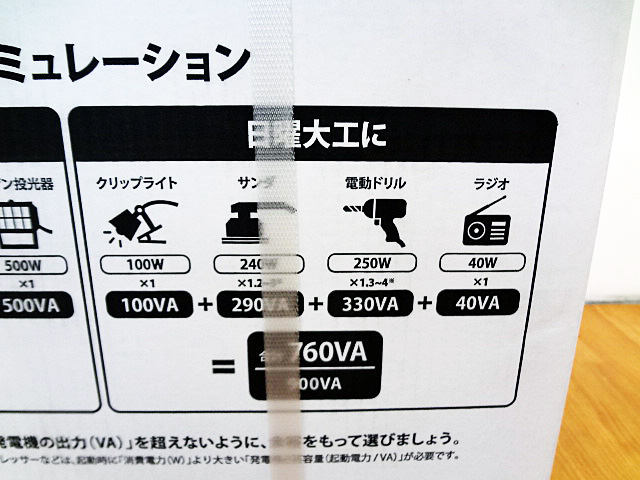 ミュレーション
日曜大工に
投光器 クリップライト サンダ 電動ドリル ラジオ
500W 100W 240W 250W 40W
×1 ×1 ×1.2~ ×1.3~4※ ×1
500VA 100VA + 290VA + 330VA + 40VA
= 760VA
900VA
発電機の出力(VA)」を超えないように、 をもって選びましょう。
レッサーなどは、起動時に「消費電力(W)」より大きい「発電 容量(起動電力/VA)」が必要です。